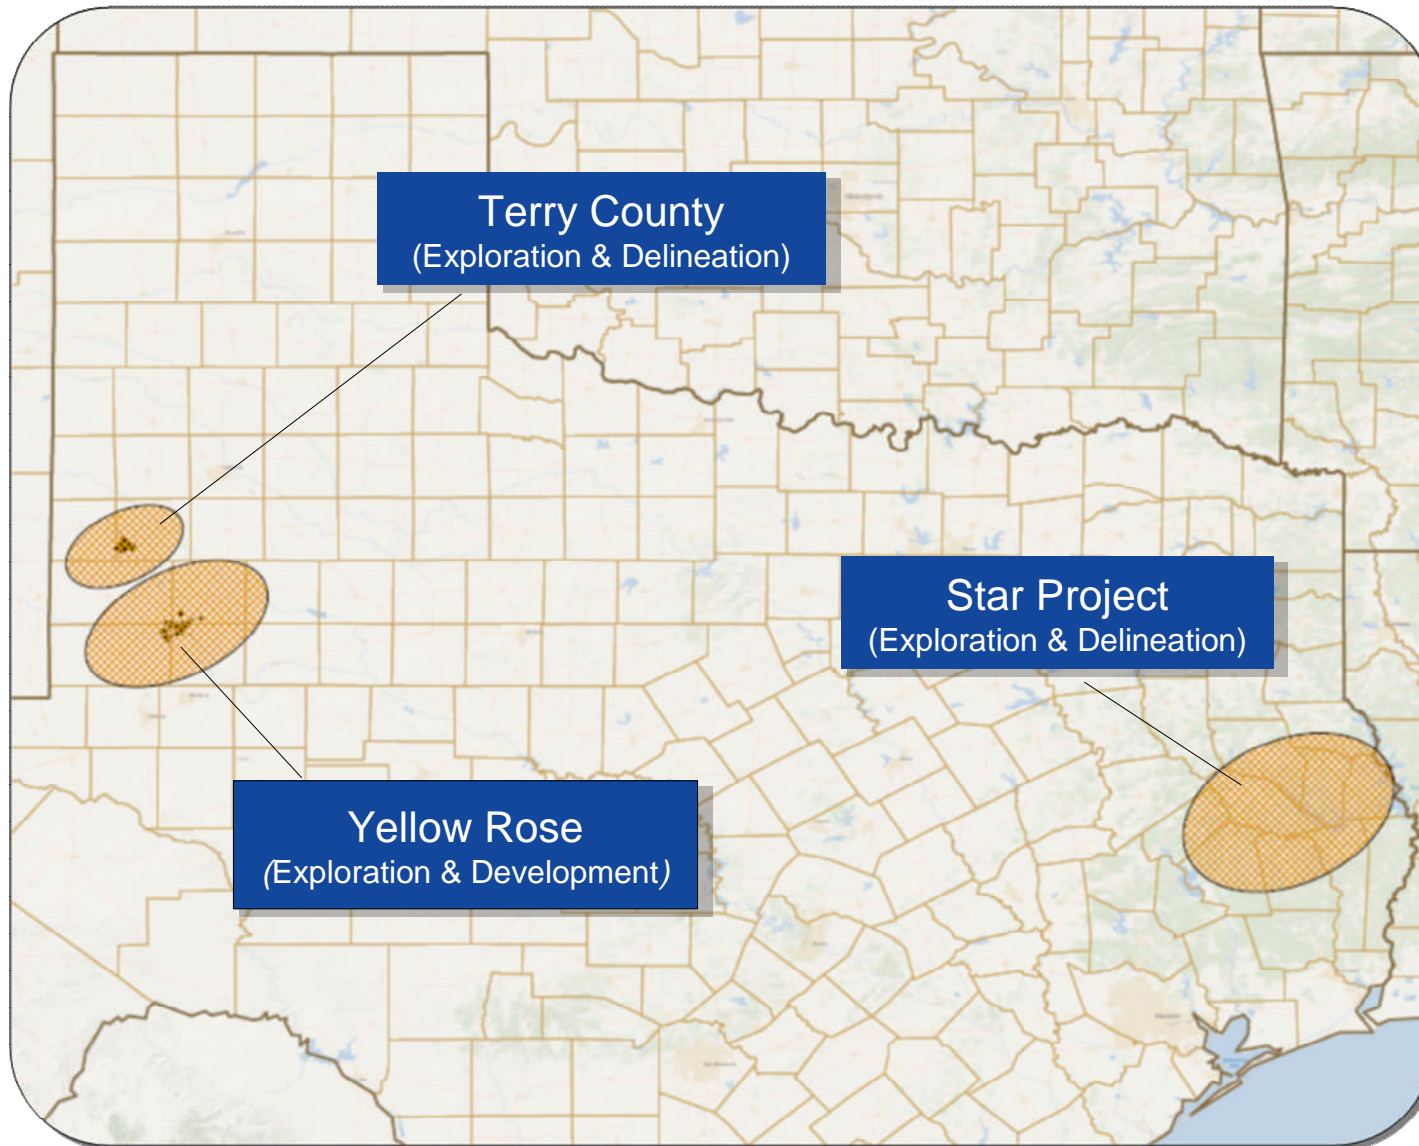 Terry County
(Exploration & Delineation)
Star Project
(Exploration & Delineation)
Yellow Rose
(Exploration & Development)